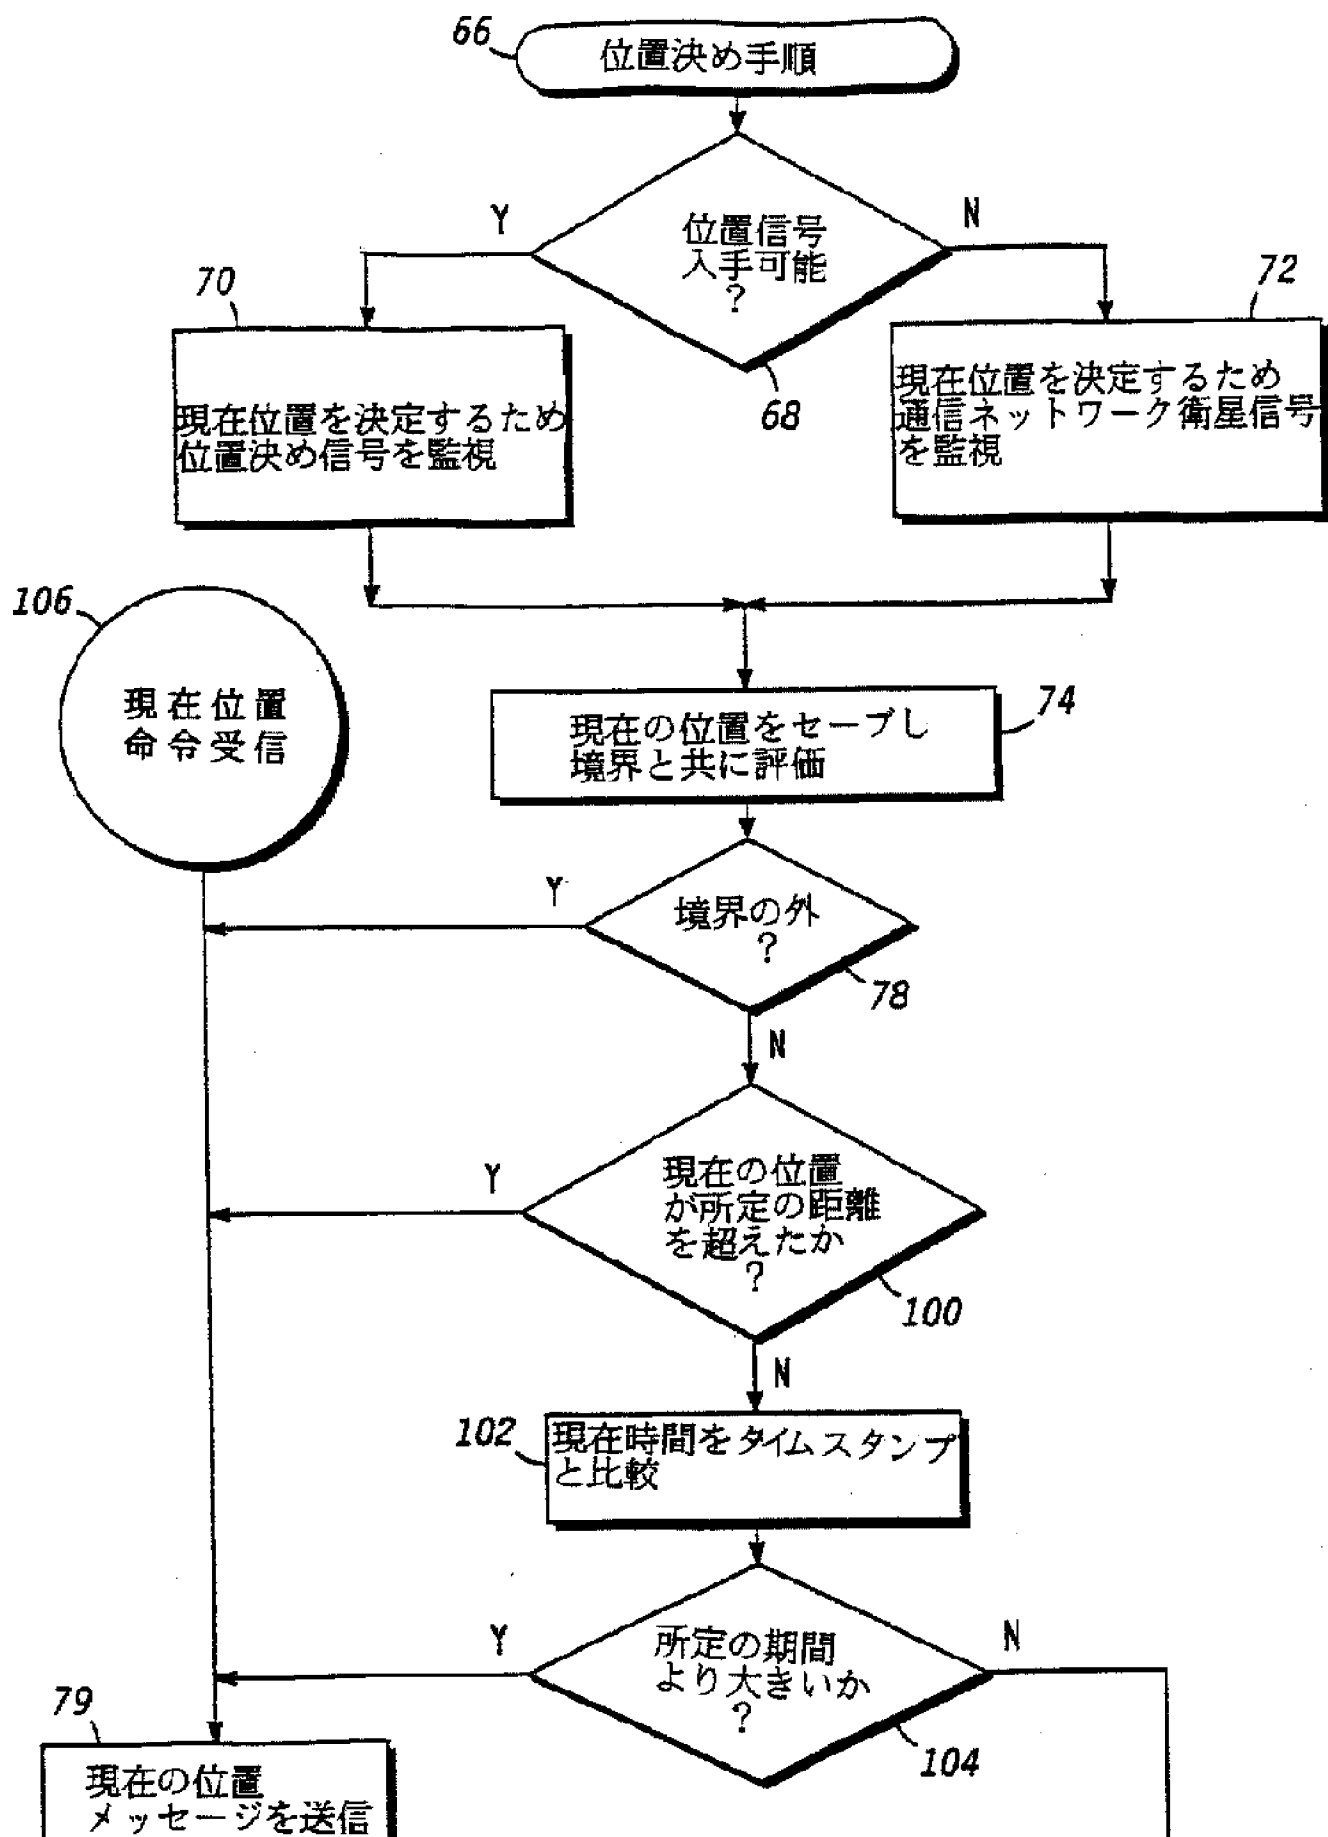 66
位置決め手順
Y
N
位置信号
入手可能
?
68
70
現在位置を決定するため
位置決め信号を監視
72
現在位置を決定するため
通信ネットワーク衛星信号
を監視
106
現在位置
命令受信
74
現在の位置をセーブし
境界と共に評価
Y
境界の外
?
78
N
Y
現在の位置
が所定の距離
を超えたか
?
100
N
102
現在時間をタイムスタンプ
と比較
Y
所定の期間
より大きいか
?
N
104
79
現在の位置
メッセージを送信